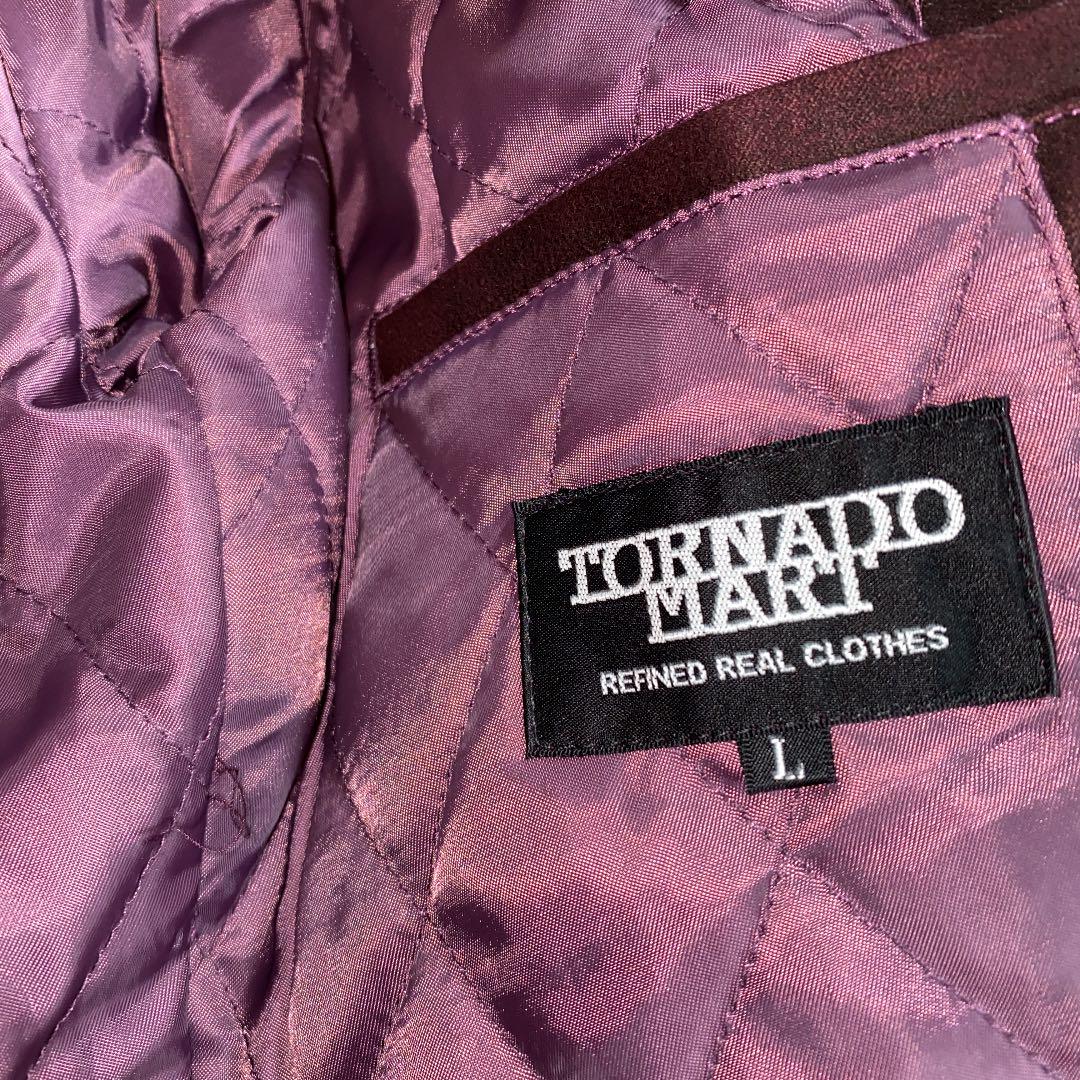 TORNADO
MART
REFINED REAL CLOTHES
L